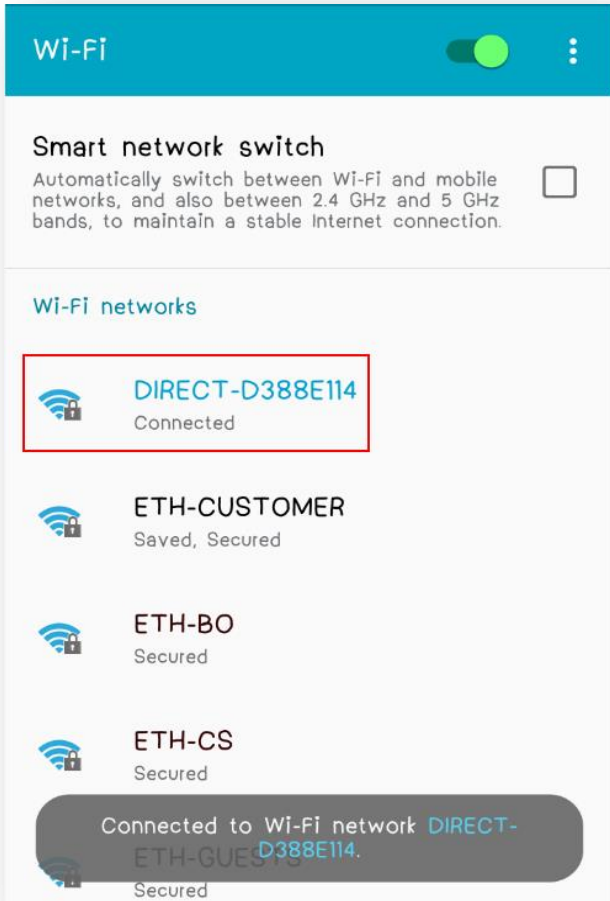 Wi-Fi
Smart network switch
Automatically switch between Wi-Fi and mobile
networks, and also between 2.4 GHz and 5 GHz
bands, to maintain a stable Internet connection.
Wi-Fi networks
DIRECT-D388E114
Connected
ETH-CUSTOMER
Saved, Secured
ETH-BO
Secured
ETH-CS
Secured
Connected to Wi-Fi network DIRECT-
D388E114.
ETH-GUESTS
Secured